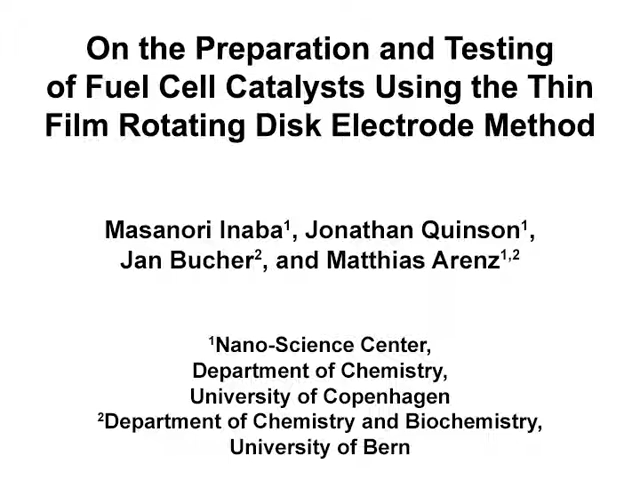 On the Preparation and Testing
of Fuel Cell Catalysts Using the Thin
Film Rotating Disk Electrode Method
Masanori Inaba¹, Jonathan Quinson¹,
Jan Bucher², and Matthias Arenz¹,²
¹Nano-Science Center,
Department of Chemistry,
University of Copenhagen
²Department of Chemistry and Biochemistry,
University of Bern